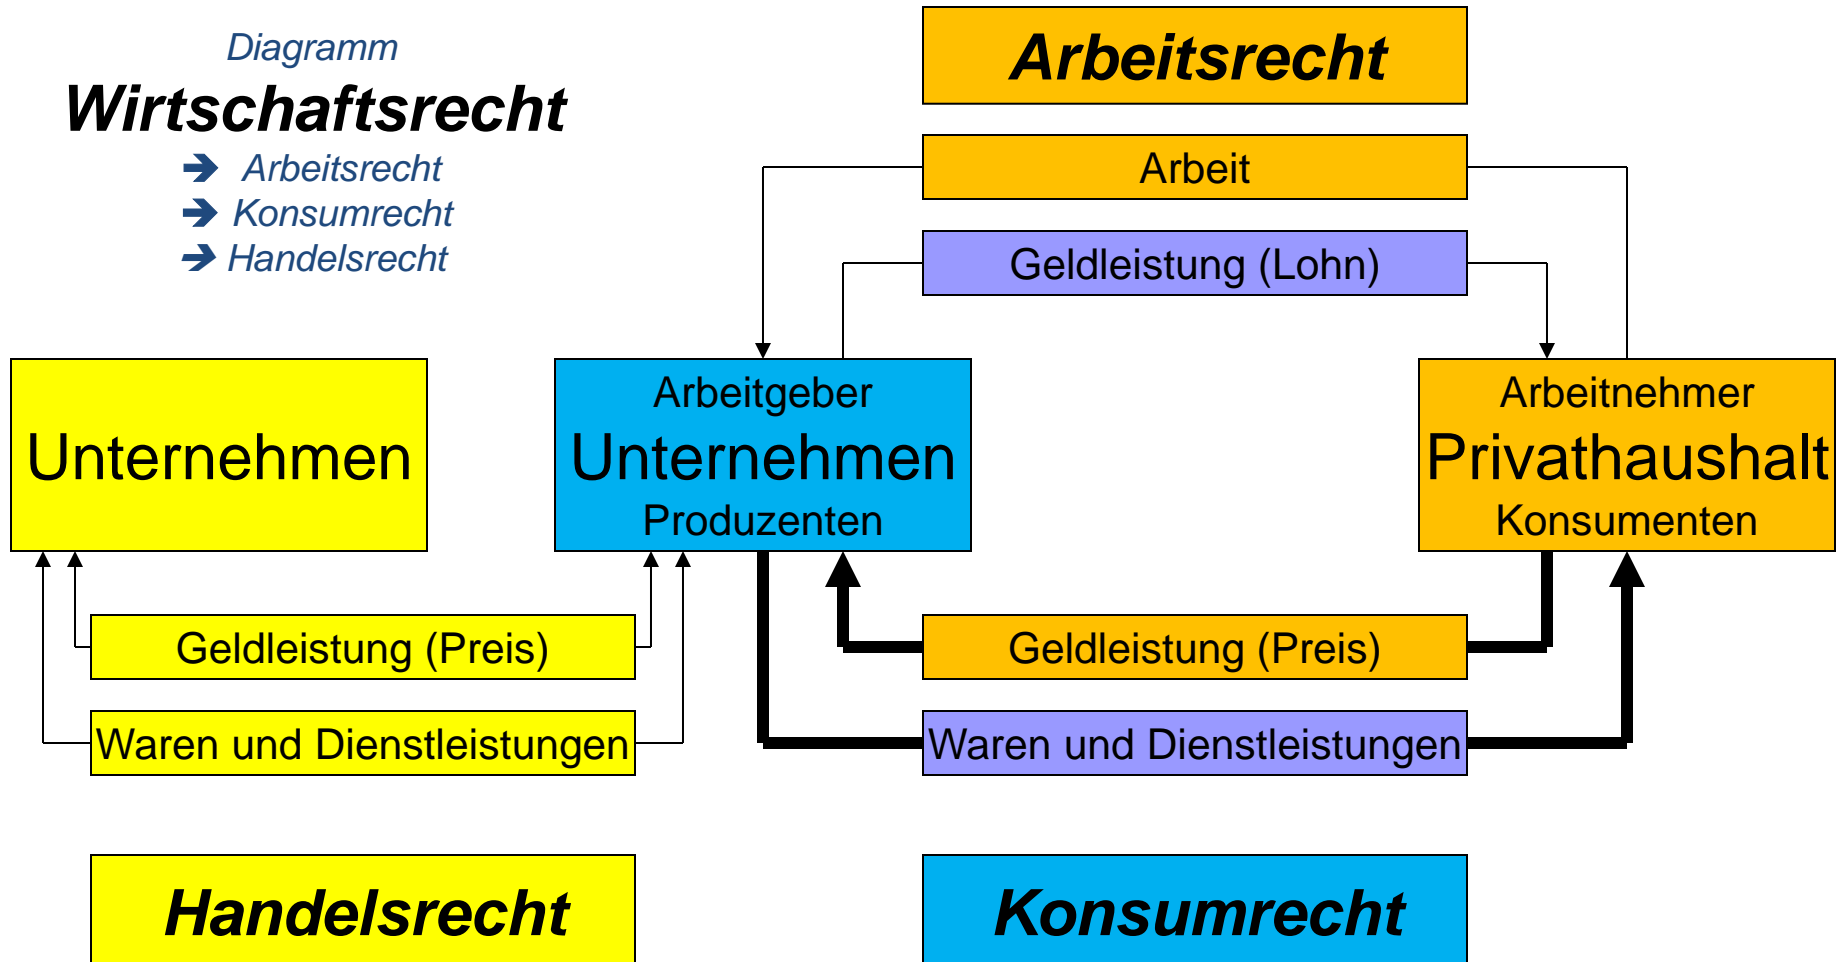 Diagramm
Wirtschaftsrecht
➔ Arbeitsrecht
➔ Konsumrecht
➔ Handelsrecht
Arbeitsrecht
Arbeit
Geldleistung (Lohn)
Unternehmen
Arbeitgeber
Unternehmen
Produzenten
Arbeitnehmer
Privathaushalt
Konsumenten
Geldleistung (Preis)
Waren und Dienstleistungen
Geldleistung (Preis)
Waren und Dienstleistungen
Handelsrecht
Konsumrecht